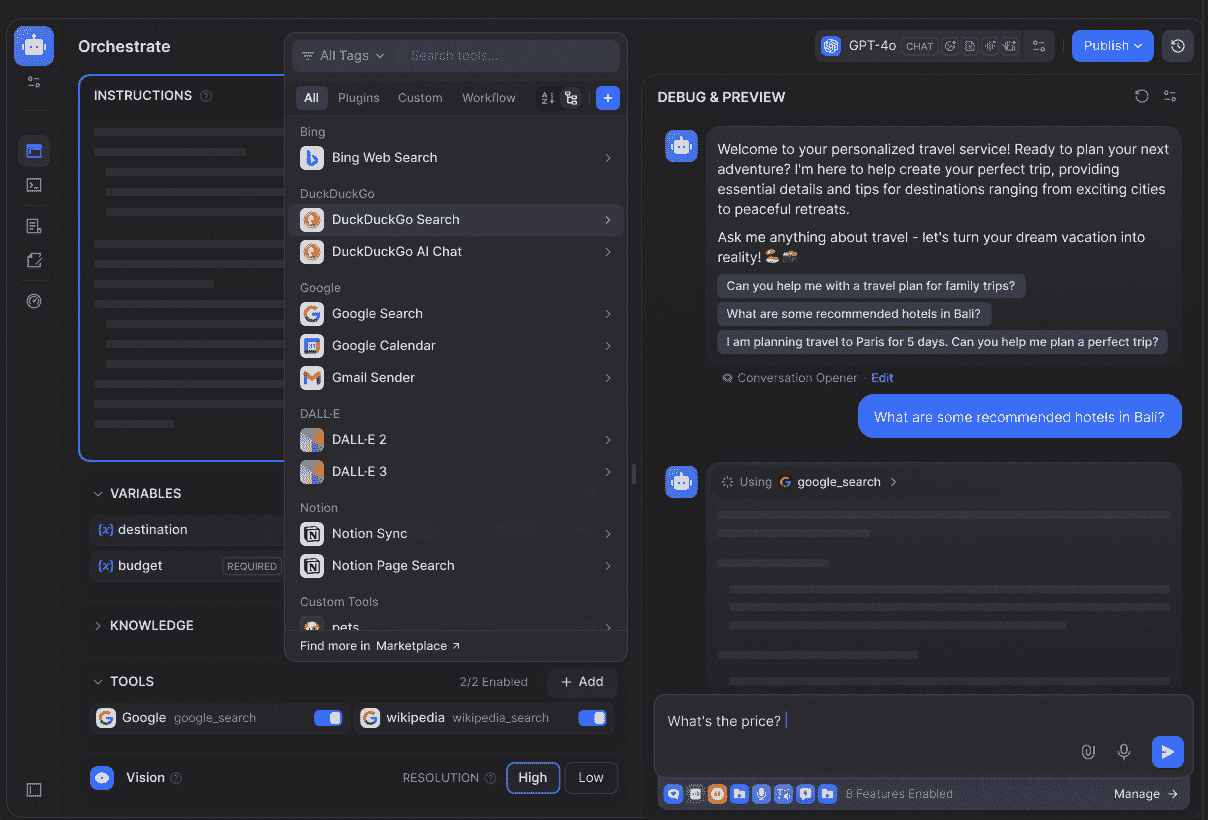 Orchestrate
INSTRUCTIONS
VARIABLES
{x} destination
{x} budget REQUIRED
KNOWLEDGE
TOOLS 2/2 Enabled + Add
Google google_search
wikipedia wikipedia_search
Vision RESOLUTION High Low
All Tags Search tools...
All Plugins Custom Workflow
Bing
Bing Web Search
DuckDuckGo
DuckDuckGo Search
DuckDuckGo AI Chat
Google
Google Search
Google Calendar
Gmail Sender
DALL·E
DALL·E 2
DALL·E 3
Notion
Notion Sync
Notion Page Search
Custom Tools
pets
Find more in Marketplace ↗
GPT-4o CHAT
Publish
DEBUG & PREVIEW
Welcome to your personalized travel service! Ready to plan your next
adventure? I'm here to help create your perfect trip, providing
essential details and tips for destinations ranging from exciting cities
to peaceful retreats.
Ask me anything about travel - let's turn your dream vacation into
reality! 🏖️📸
Can you help me with a travel plan for family trips?
What are some recommended hotels in Bali?
I am planning travel to Paris for 5 days. Can you help me plan a perfect trip?
Conversation Opener · Edit
What are some recommended hotels in Bali?
Using google_search
What's the price?
8 Features Enabled
Manage →